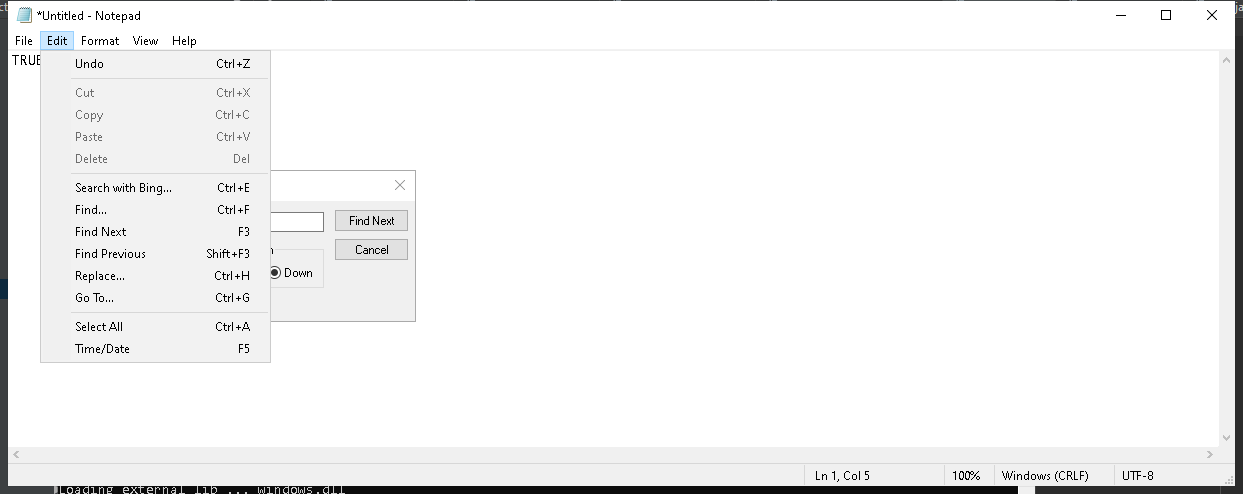 *Untitled - Notepad
File Edit Format View Help
TRUE
Undo Ctrl+Z
Cut Ctrl+X
Copy Ctrl+C
Paste Ctrl+V
Delete Del
Search with Bing... Ctrl+E
Find... Ctrl+F
Find Next F3
Find Previous Shift+F3
Replace... Ctrl+H
Go To... Ctrl+G
Select All Ctrl+A
Time/Date F5
Find Next
Cancel
Down
Ln 1, Col 5 100% Windows (CRLF) UTF-8
Loading external lib ... windows.dll